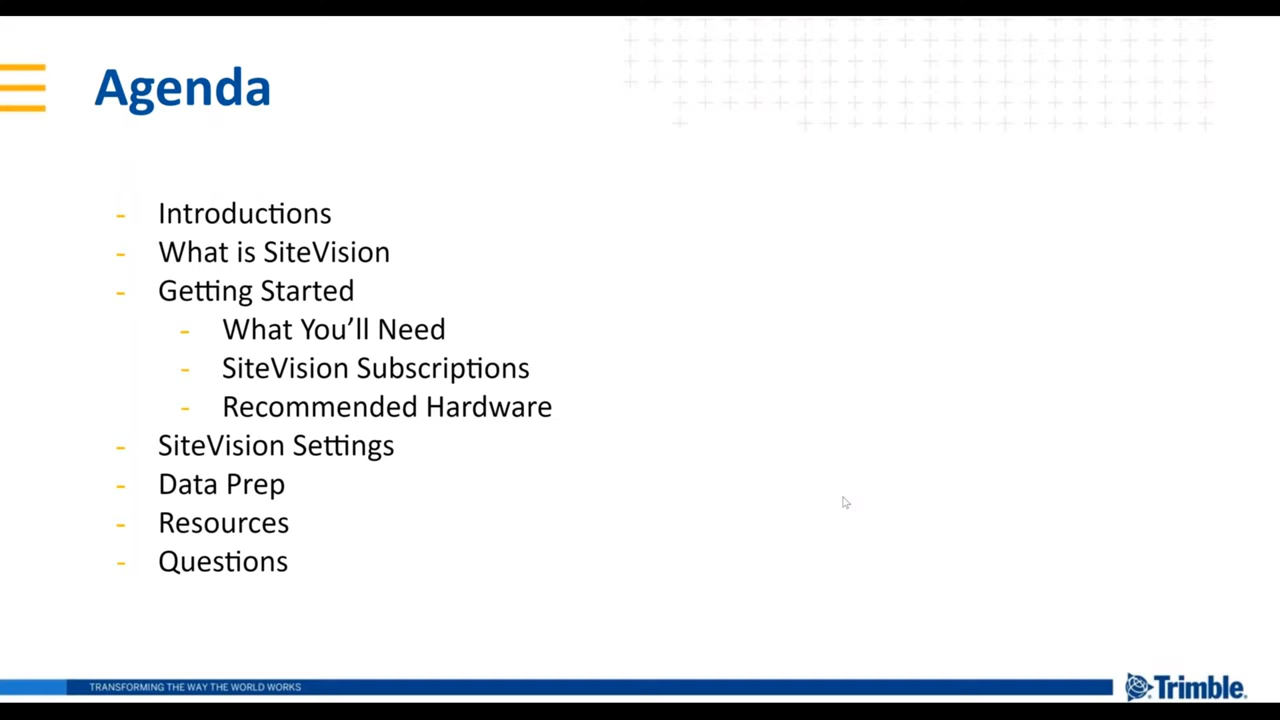 Agenda
- Introductions
- What is SiteVision
- Getting Started
- What You’ll Need
- SiteVision Subscriptions
- Recommended Hardware
- SiteVision Settings
- Data Prep
- Resources
- Questions
TRANSFORMING THE WAY THE WORLD WORKS
Trimble